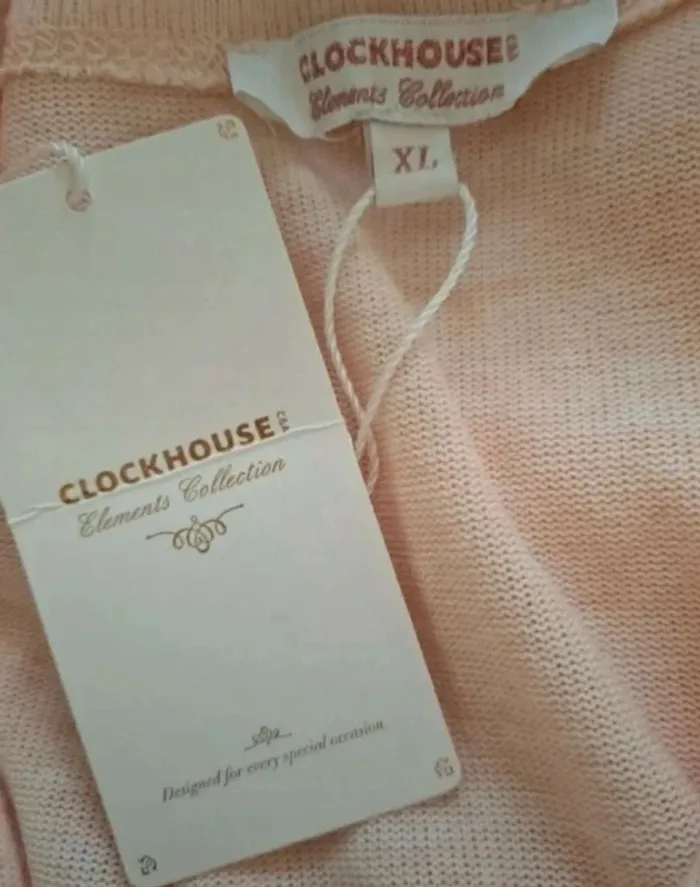 CLOCKHOUSE
Elements Collection
XL
CLOCKHOUSE
Elements Collection
Designed for every special occasion